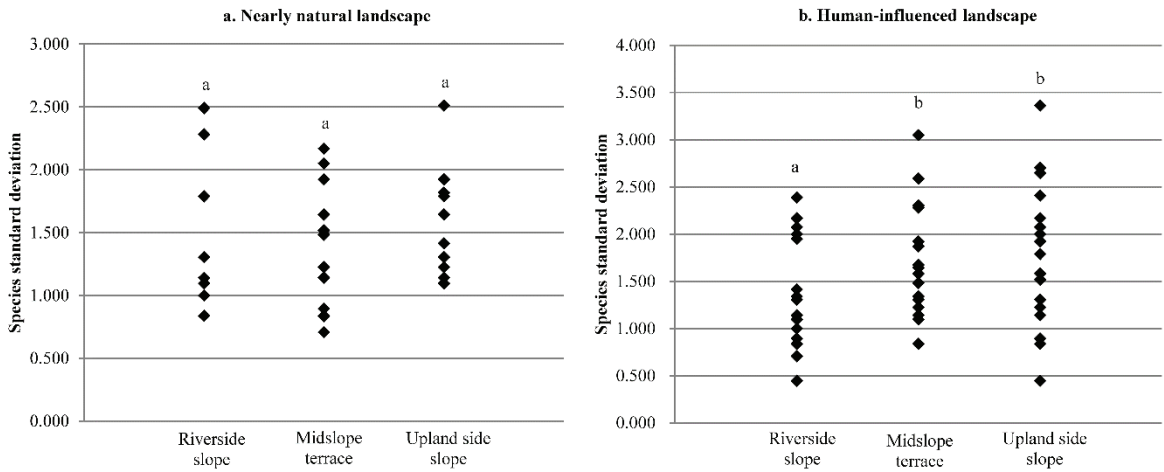 a. Nearly natural landscape
3.000
2.500
2.000
1.500
1.000
0.500
0.000
Species standard deviation
a
a
a
Riverside
slope
Midslope
terrace
Upland side
slope
b. Human-influenced landscape
4.000
3.500
3.000
2.500
2.000
1.500
1.000
0.500
0.000
Species standard deviation
a
b
b
Riverside
slope
Midslope
terrace
Upland side
slope